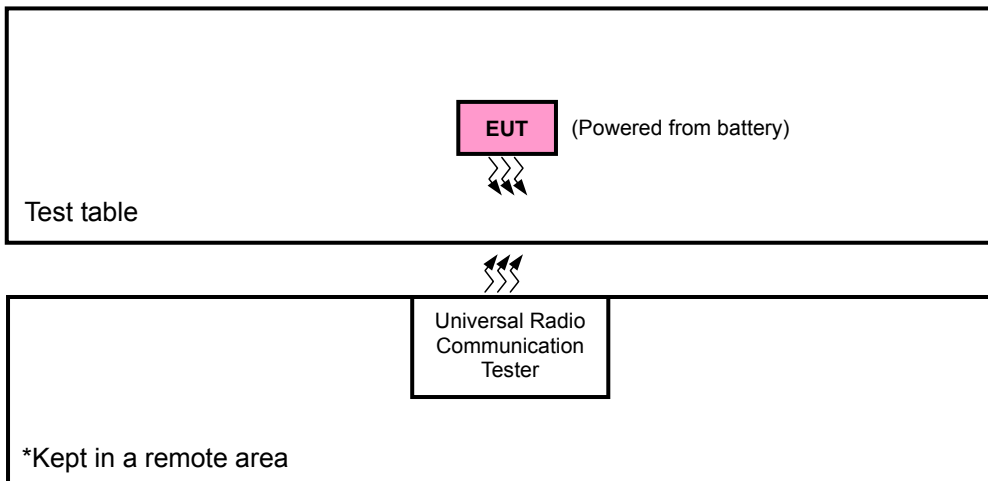 EUT
(Powered from battery)
Test table
Universal Radio
Communication
Tester
*Kept in a remote area